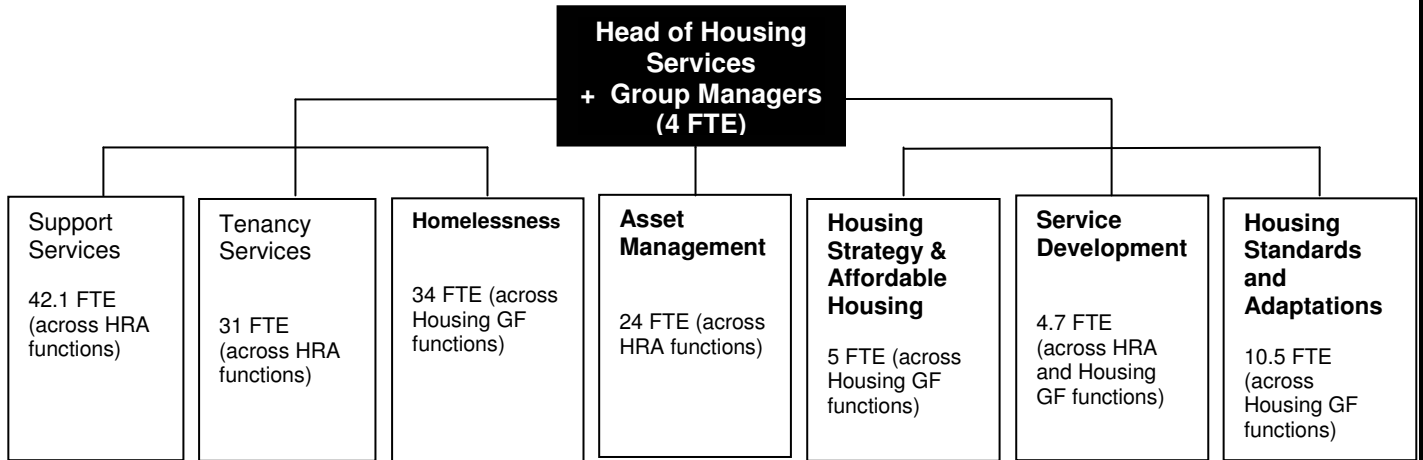 Head of Housing
Services
+ Group Managers
(4 FTE)
Support
Services
42.1 FTE
(across HRA
functions)
Tenancy
Services
31 FTE
(across HRA
functions)
Homelessness
34 FTE (across
Housing GF
functions)
Asset
Management
24 FTE (across
HRA functions)
Housing
Strategy &
Affordable
Housing
5 FTE (across
Housing GF
functions)
Service
Development
4.7 FTE
(across HRA
and Housing
GF functions)
Housing
Standards
and
Adaptations
10.5 FTE
(across
Housing GF
functions)